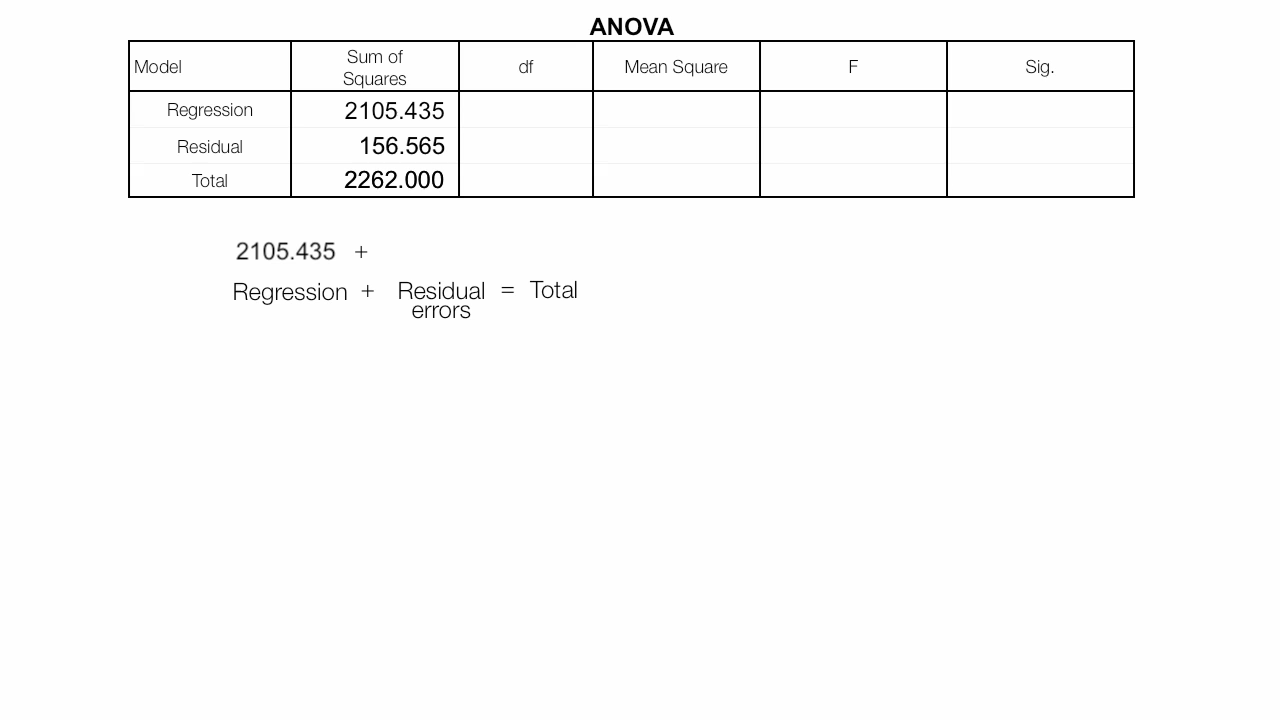 ANOVA
Model Sum of Squares df Mean Square F Sig.
Regression 2105.435
Residual 156.565
Total 2262.000
2105.435 +
Regression + Residual errors = Total